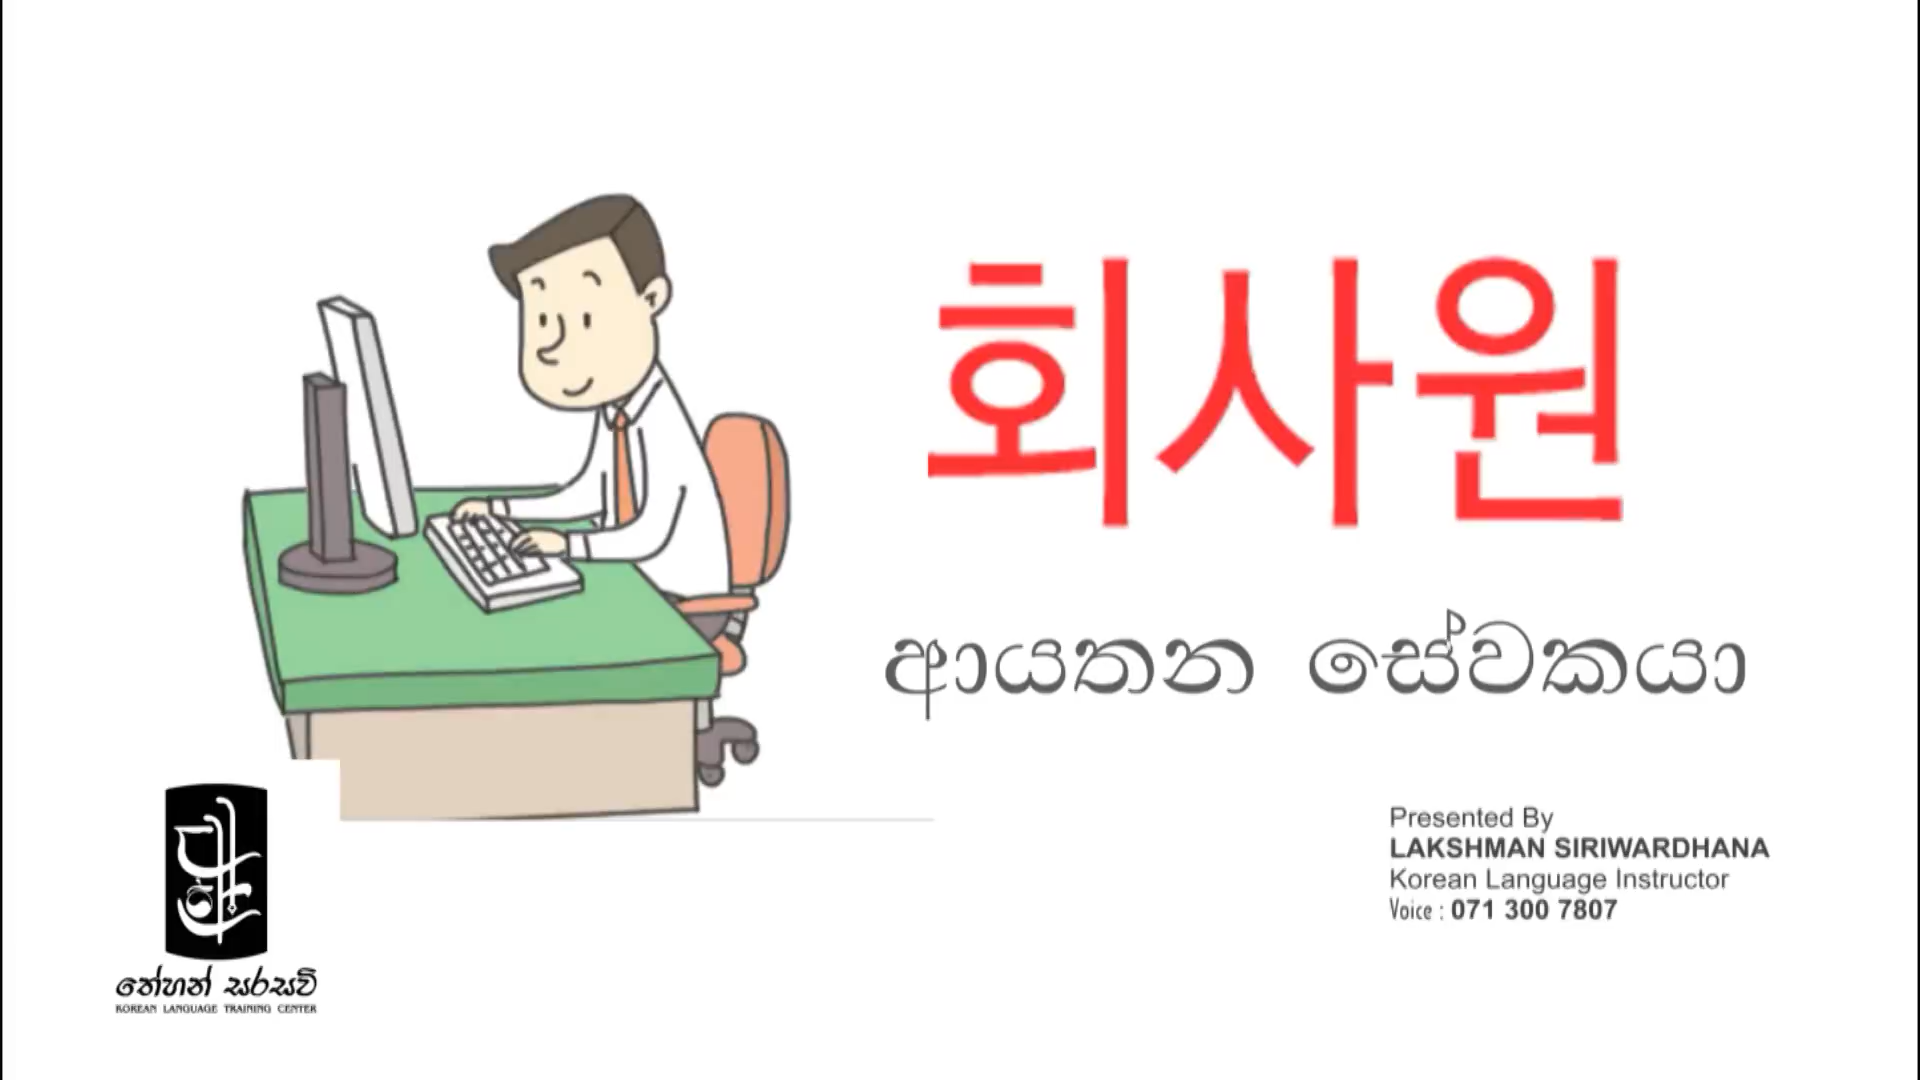 회사원
ආයතන සේවකයා
Presented By
LAKSHMAN SIRIWARDHANA
Korean Language Instructor
Voice : 071 300 7807
තේහන් සරසවි
KOREAN LANGUAGE TRAINING CENTER